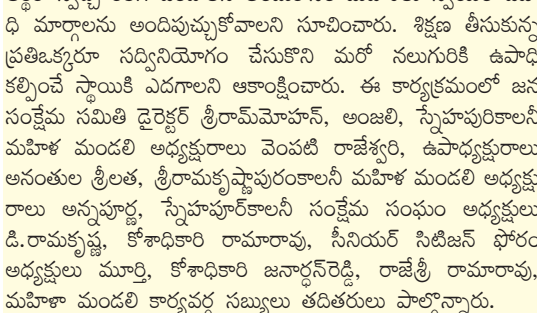 ధి మార్గాలను అందిపుచ్చుకోవాలని సూచించారు. శిక్షణ తీసుకున్న
ప్రతిఒక్కరూ సద్వినియోగం చేసుకొని మరో నలుగురికి ఉపాధి
కల్పించే స్థాయికి ఎదగాలని ఆకాంక్షించారు. ఈ కార్యక్రమంలో జన
సంక్షేమ సమితి డైరెక్టర్ శ్రీరామ్‌మోహన్, అంజలి, స్నేహపురికాలనీ
మహిళ మండలి అధ్యక్షురాలు వెంపటి రాజేశ్వరి, ఉపాధ్యక్షురాలు
అనంతుల శ్రీలత, శ్రీరామకృష్ణాపురంకాలనీ మహిళ మండలి అధ్యక్షు
రాలు అన్నపూర్ణ, స్నేహపూర్‌కాలనీ సంక్షేమ సంఘం అధ్యక్షులు
డి.రామకృష్ణ, కోశాధికారి రామారావు, సీనియర్ సిటిజన్ ఫోరం
అధ్యక్షులు మూర్తి, కోశాధికారి జనార్ధన్‌రెడ్డి, రాజేశ్రీ రామారావు,
మహిళా మండలి కార్యవర్గ సభ్యులు తదితరులు పాల్గొన్నారు.